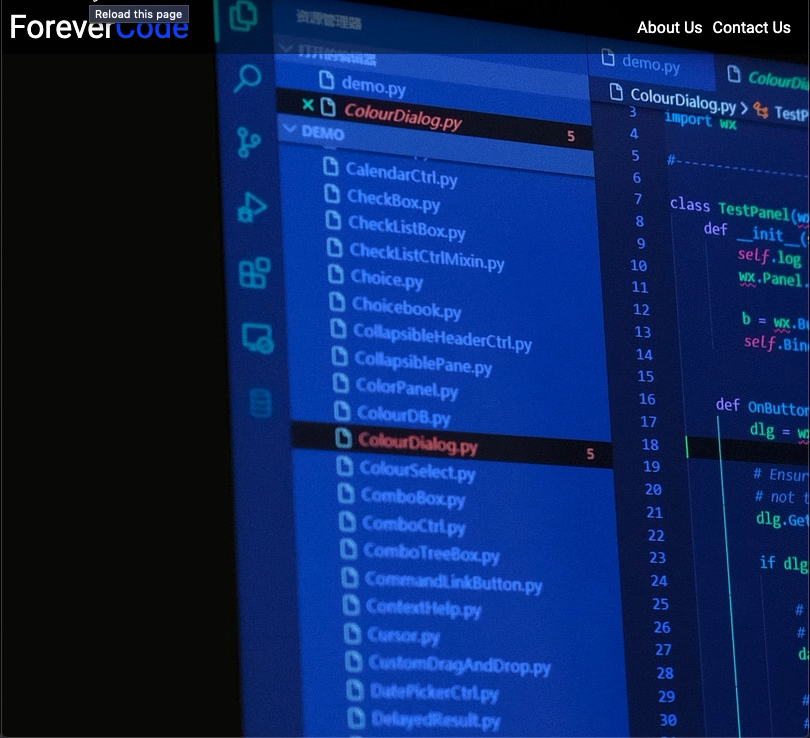 Reload this page
ForeverCode
About Us Contact Us
资源管理器
打开的编辑器
demo.py
ColourDialog.py 5
DEMO
CalendarCtrl.py
CheckBox.py
CheckListBox.py
CheckListCtrlMixin.py
Choice.py
Choicebook.py
CollapsibleHeaderCtrl.py
CollapsiblePane.py
ColorPanel.py
ColourDB.py
ColourDialog.py 5
ColourSelect.py
ComboBox.py
ComboCtrl.py
ComboTreeBox.py
CommandLinkButton.py
ContextHelp.py
Cursor.py
CustomDragAndDrop.py
DatePickerCtrl.py
DelayedResult.py
demo.py
ColourDi
ColourDialog.py > TestP
3 import wx
4
5 #--------------
6
7 class TestPanel(wx
8 def __init__(
9 self.log
10 wx.Panel.
11
12 b = wx.Bu
13 self.Bin
14
15
16 def OnButton
17 dlg = wx
18
19 # Ensur
20 # not t
21 dlg.Get
22
23 if dlg
24
25 #
26 #
27 da
28
29 #
30 #